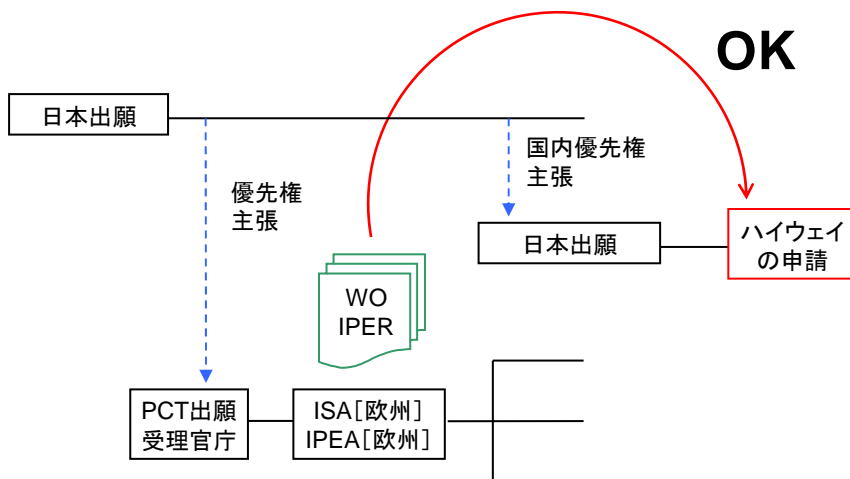 OK
日本出願
国内優先権
主張
優先権
主張
日本出願
ハイウェイ
の申請
WO
IPER
PCT出願
受理官庁
ISA[欧州]
IPEA[欧州]